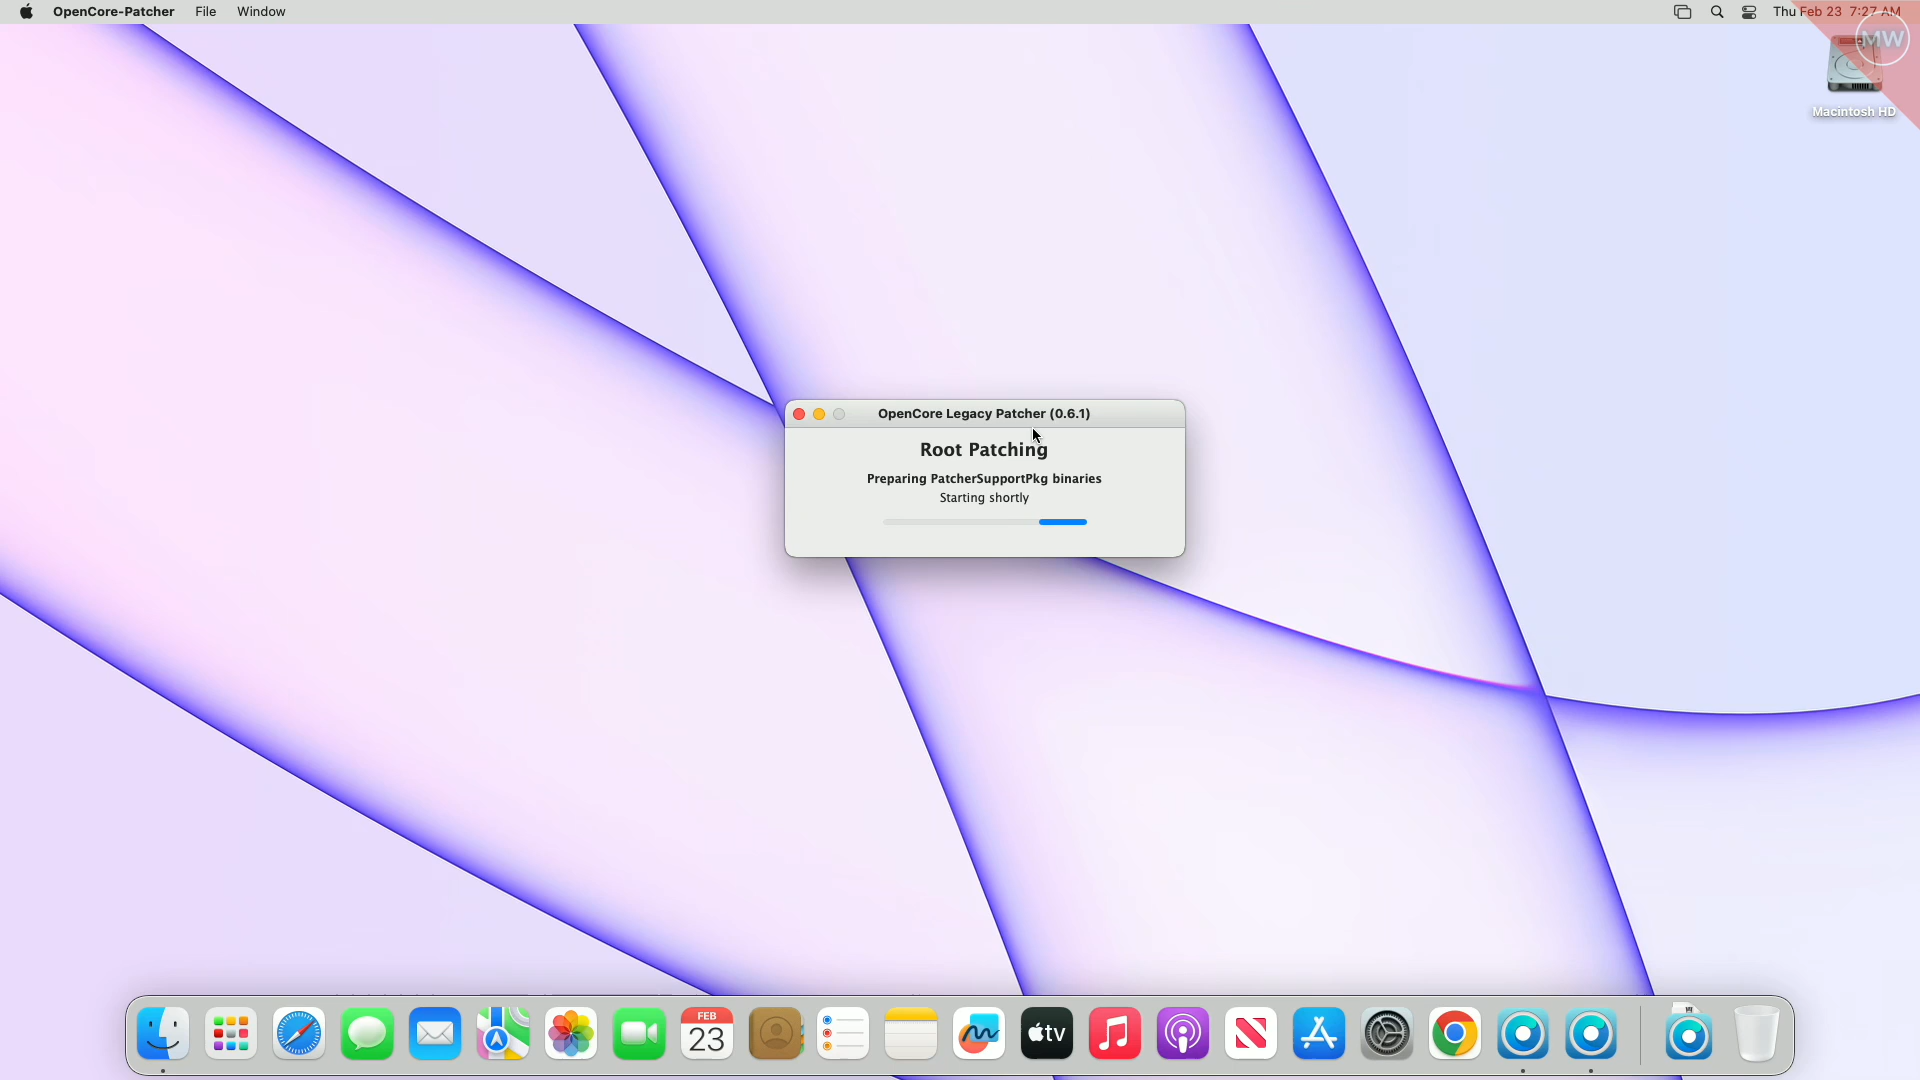 OpenCore-Patcher File Window Thu Feb 23 7:27 AM
MW
Macintosh HD
OpenCore Legacy Patcher (0.6.1)
Root Patching
Preparing PatcherSupportPkg binaries
Starting shortly
FEB
23
tv